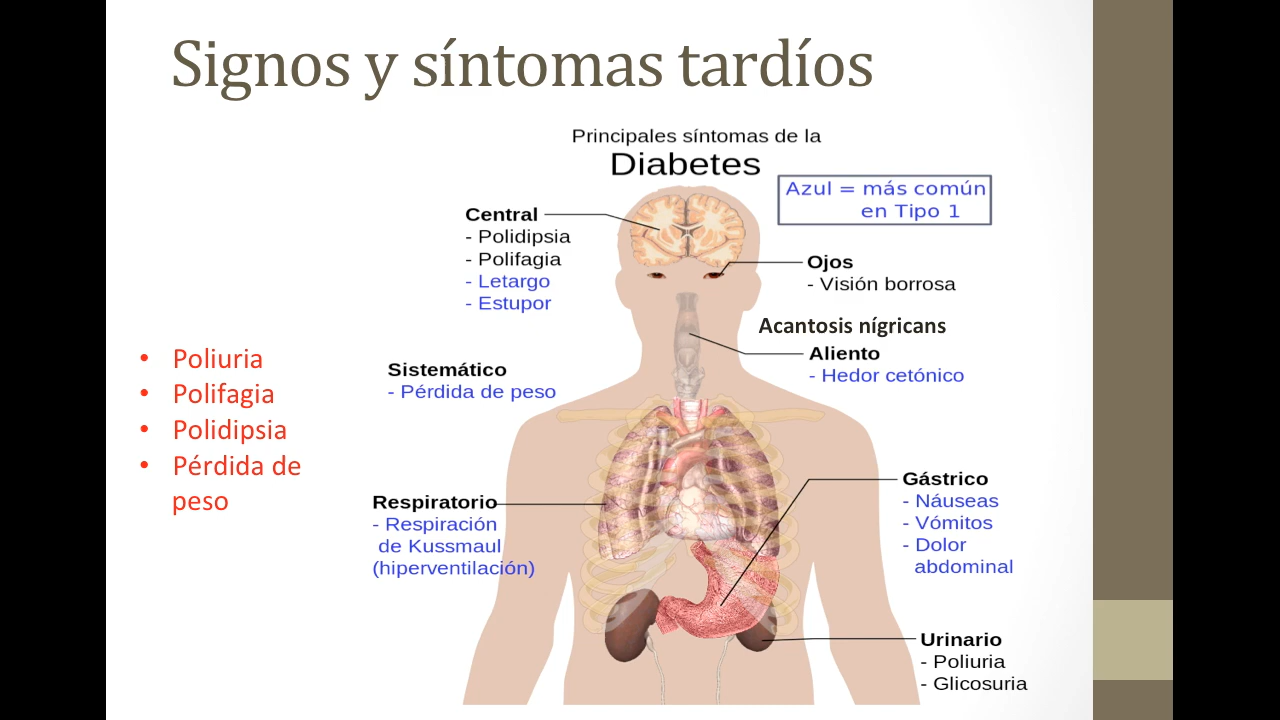 Signos y síntomas tardíos
Principales síntomas de la
Diabetes
Azul = más común
en Tipo 1
Central
- Polidipsia
- Polifagia
- Letargo
- Estupor
Ojos
- Visión borrosa
Acantosis nígricans
Aliento
- Hedor cetónico
• Poliuria
• Polifagia
• Polidipsia
• Pérdida de
peso
Sistemático
- Pérdida de peso
Respiratorio
- Respiración
de Kussmaul
(hiperventilación)
Gástrico
- Náuseas
- Vómitos
- Dolor
abdominal
Urinario
- Poliuria
- Glicosuria